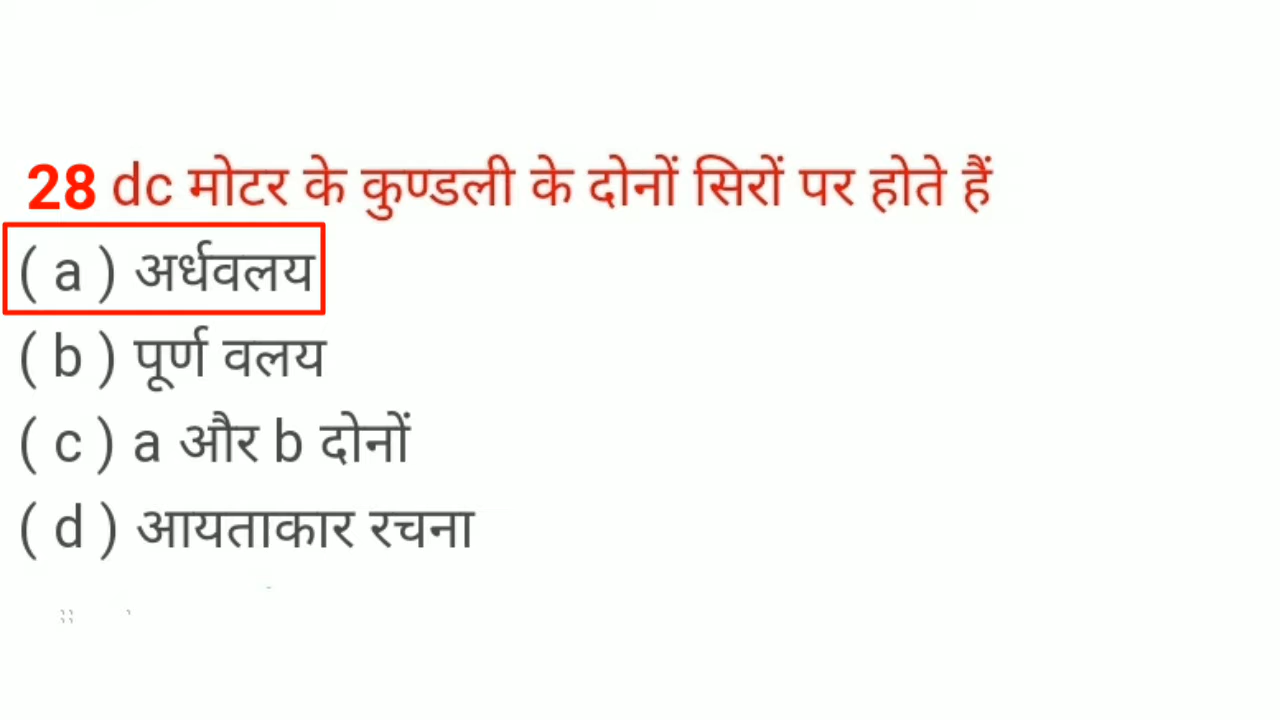 28 dc मोटर के कुण्डली के दोनों सिरों पर होते हैं
( a ) अर्धवलय
( b ) पूर्ण वलय
( c ) a और b दोनों
( d ) आयताकार रचना